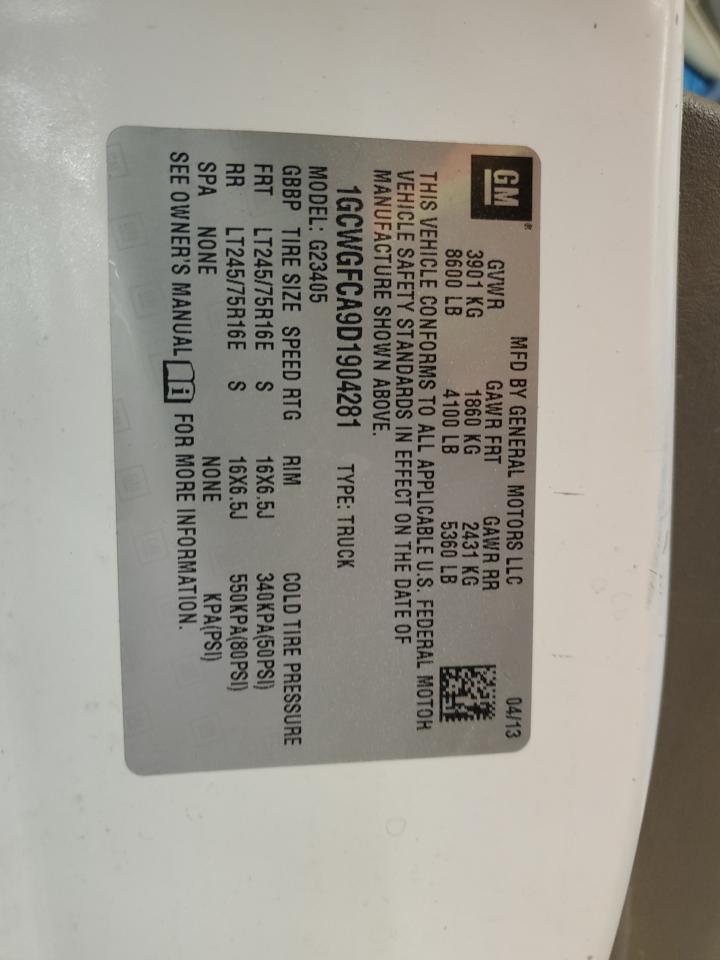 GM®
MFD BY GENERAL MOTORS LLC 04/13
GVWR GAWR FRT GAWR RR
3901 KG 1860 KG 2431 KG
8600 LB 4100 LB 5360 LB
THIS VEHICLE CONFORMS TO ALL APPLICABLE U.S. FEDERAL MOTOR
VEHICLE SAFETY STANDARDS IN EFFECT ON THE DATE OF
MANUFACTURE SHOWN ABOVE.
1GCWGFCA9D1904281 TYPE: TRUCK
MODEL: G23405
GBBP TIRE SIZE SPEED RTG RIM COLD TIRE PRESSURE
FRT LT245/75R16E S 16X6.5J 340KPA(50PSI)
RR LT245/75R16E S 16X6.5J 550KPA(80PSI)
SPA NONE NONE KPA(PSI)
SEE OWNER'S MANUAL i FOR MORE INFORMATION.